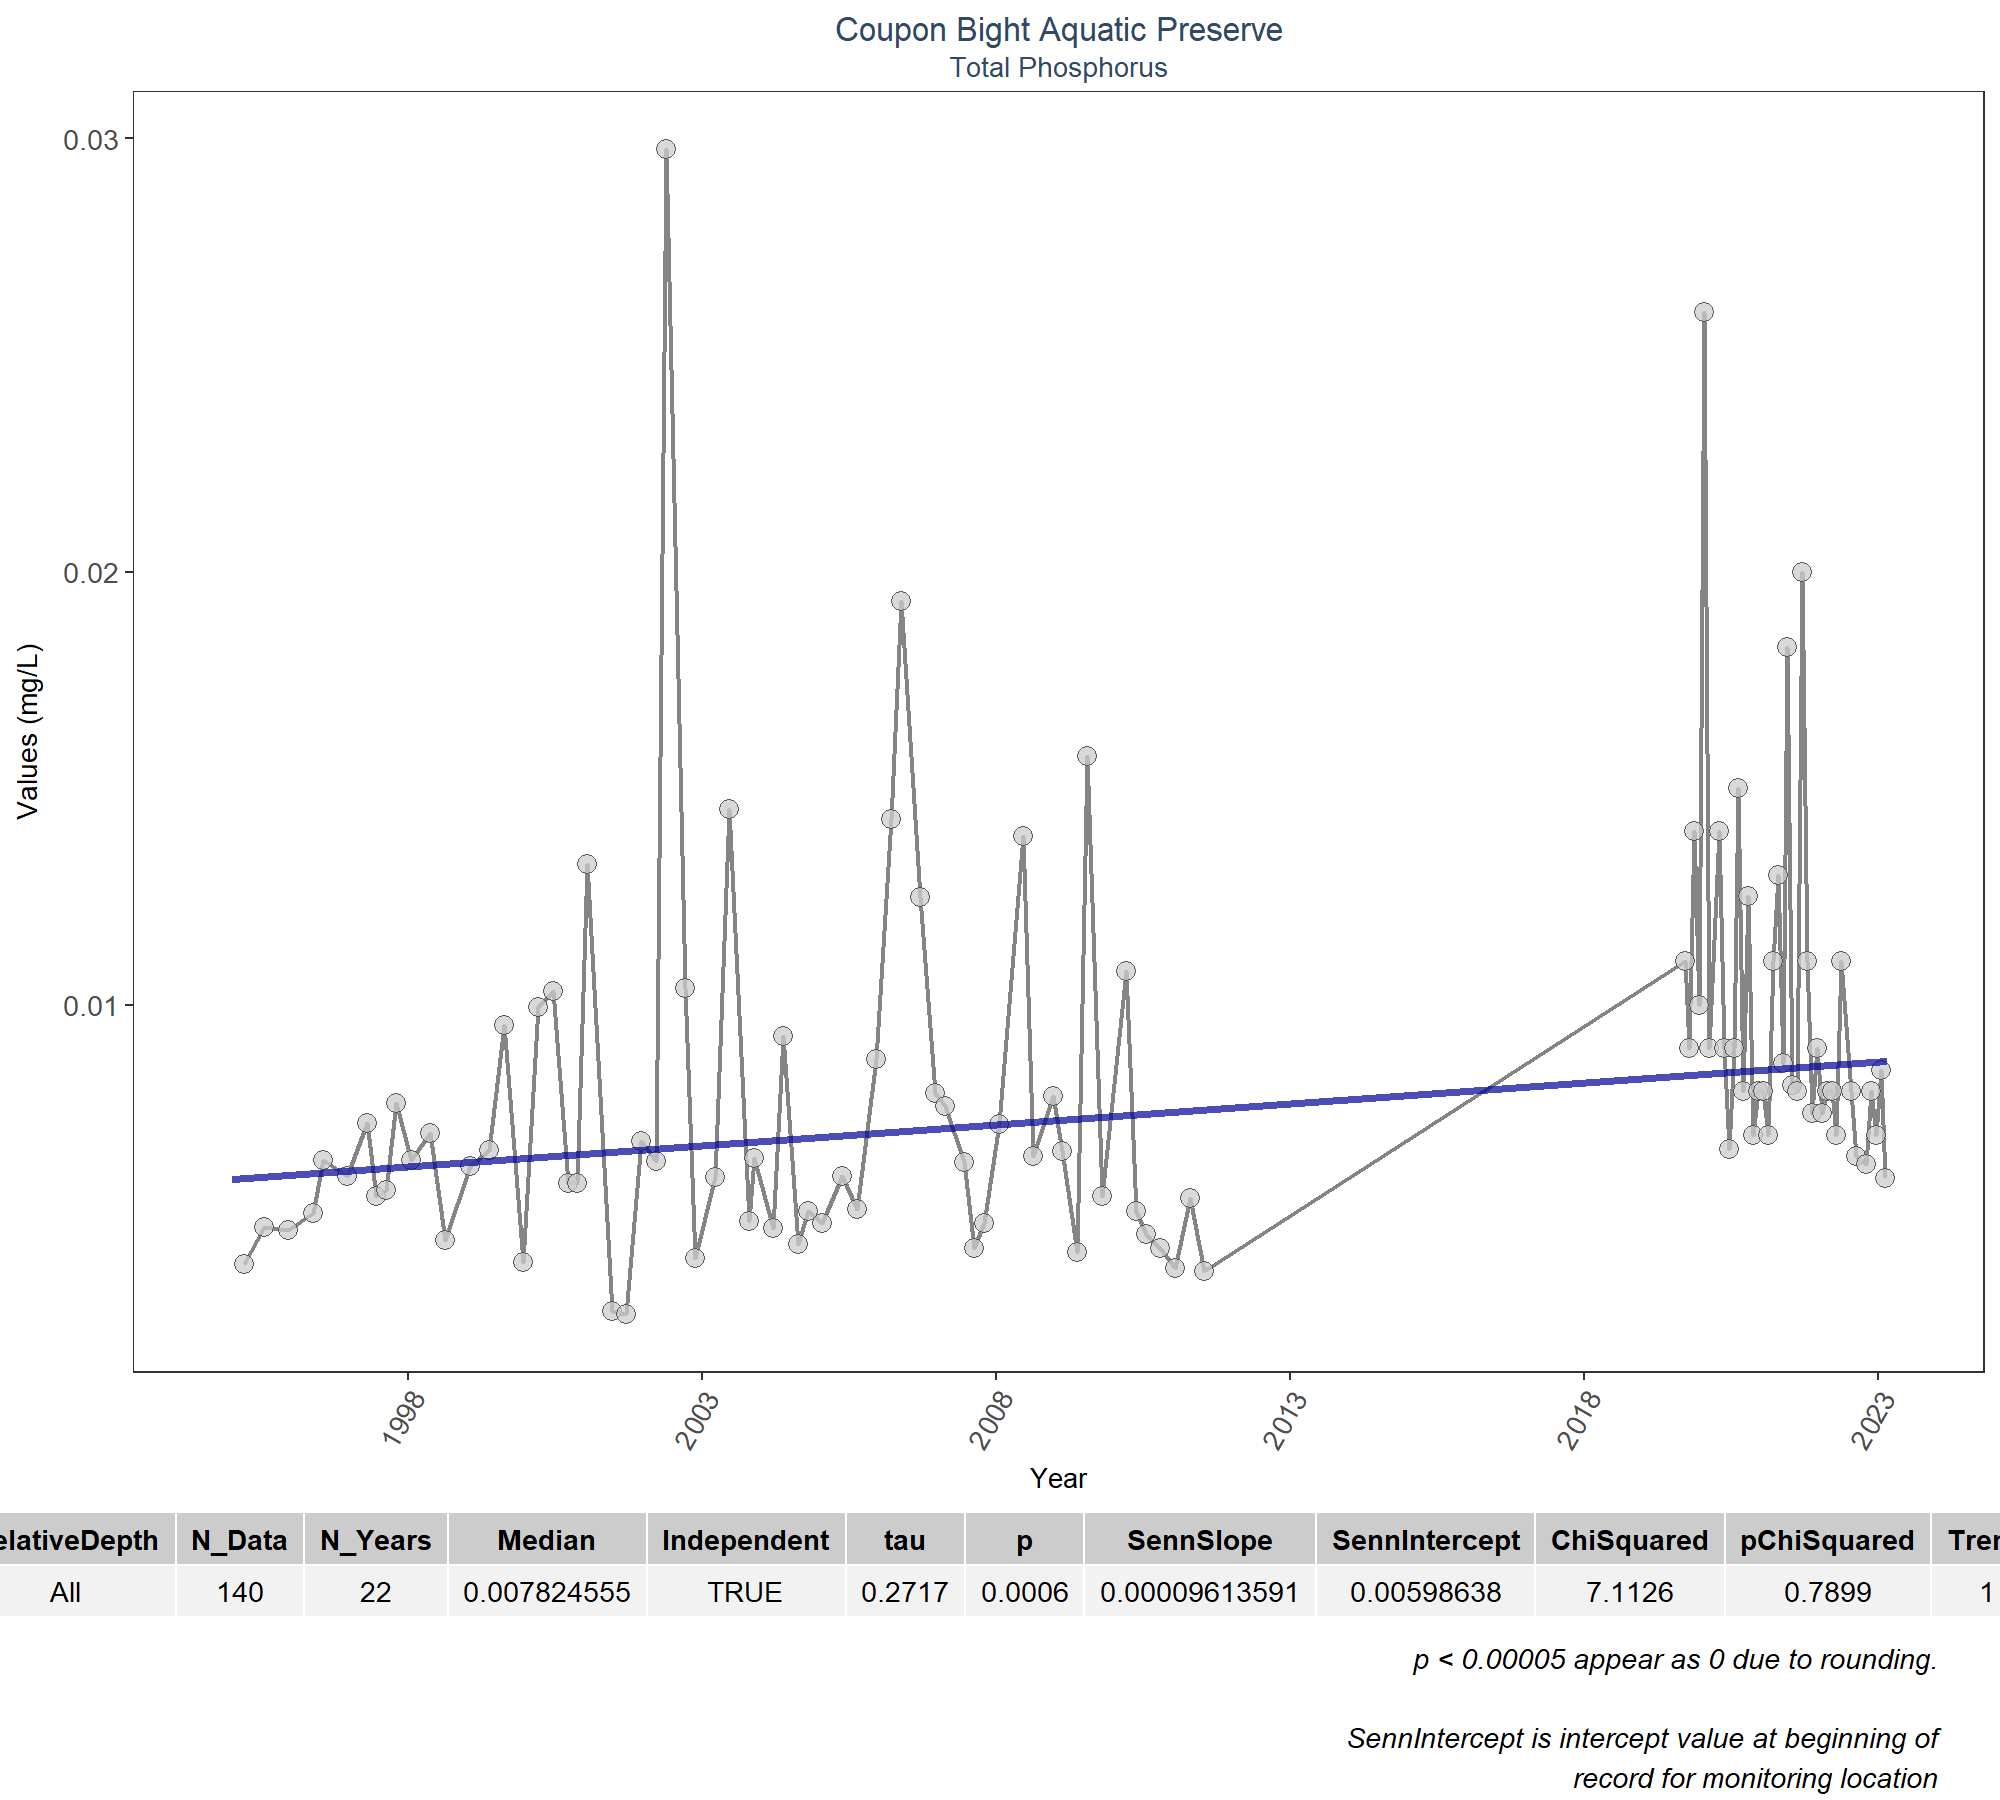 Coupon Bight Aquatic Preserve
Total Phosphorus
0.03
0.02
0.01
Values (mg/L)
1998 2003 2008 2013 2018 2023
Year
elativeDepth N_Data N_Years Median Independent tau p SennSlope SennIntercept ChiSquared pChiSquared Tren
All 140 22 0.007824555 TRUE 0.2717 0.0006 0.00009613591 0.00598638 7.1126 0.7899 1
p < 0.00005 appear as 0 due to rounding.
SennIntercept is intercept value at beginning of
record for monitoring location